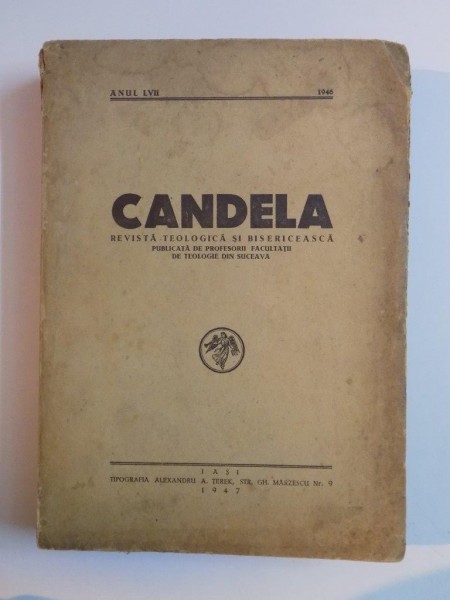 ANUL LVII 1946
CANDELA
REVISTĂ TEOLOGICĂ ȘI BISERICEASCĂ
PUBLICATĂ DE PROFESORII FACULTAȚII
DE TEOLOGIE DIN SUCEAVA
IAȘI
TIPOGRAFIA ALEXANDRU A. ȚEREK, STR. GH. MÂRZESCU Nr. 9
1947